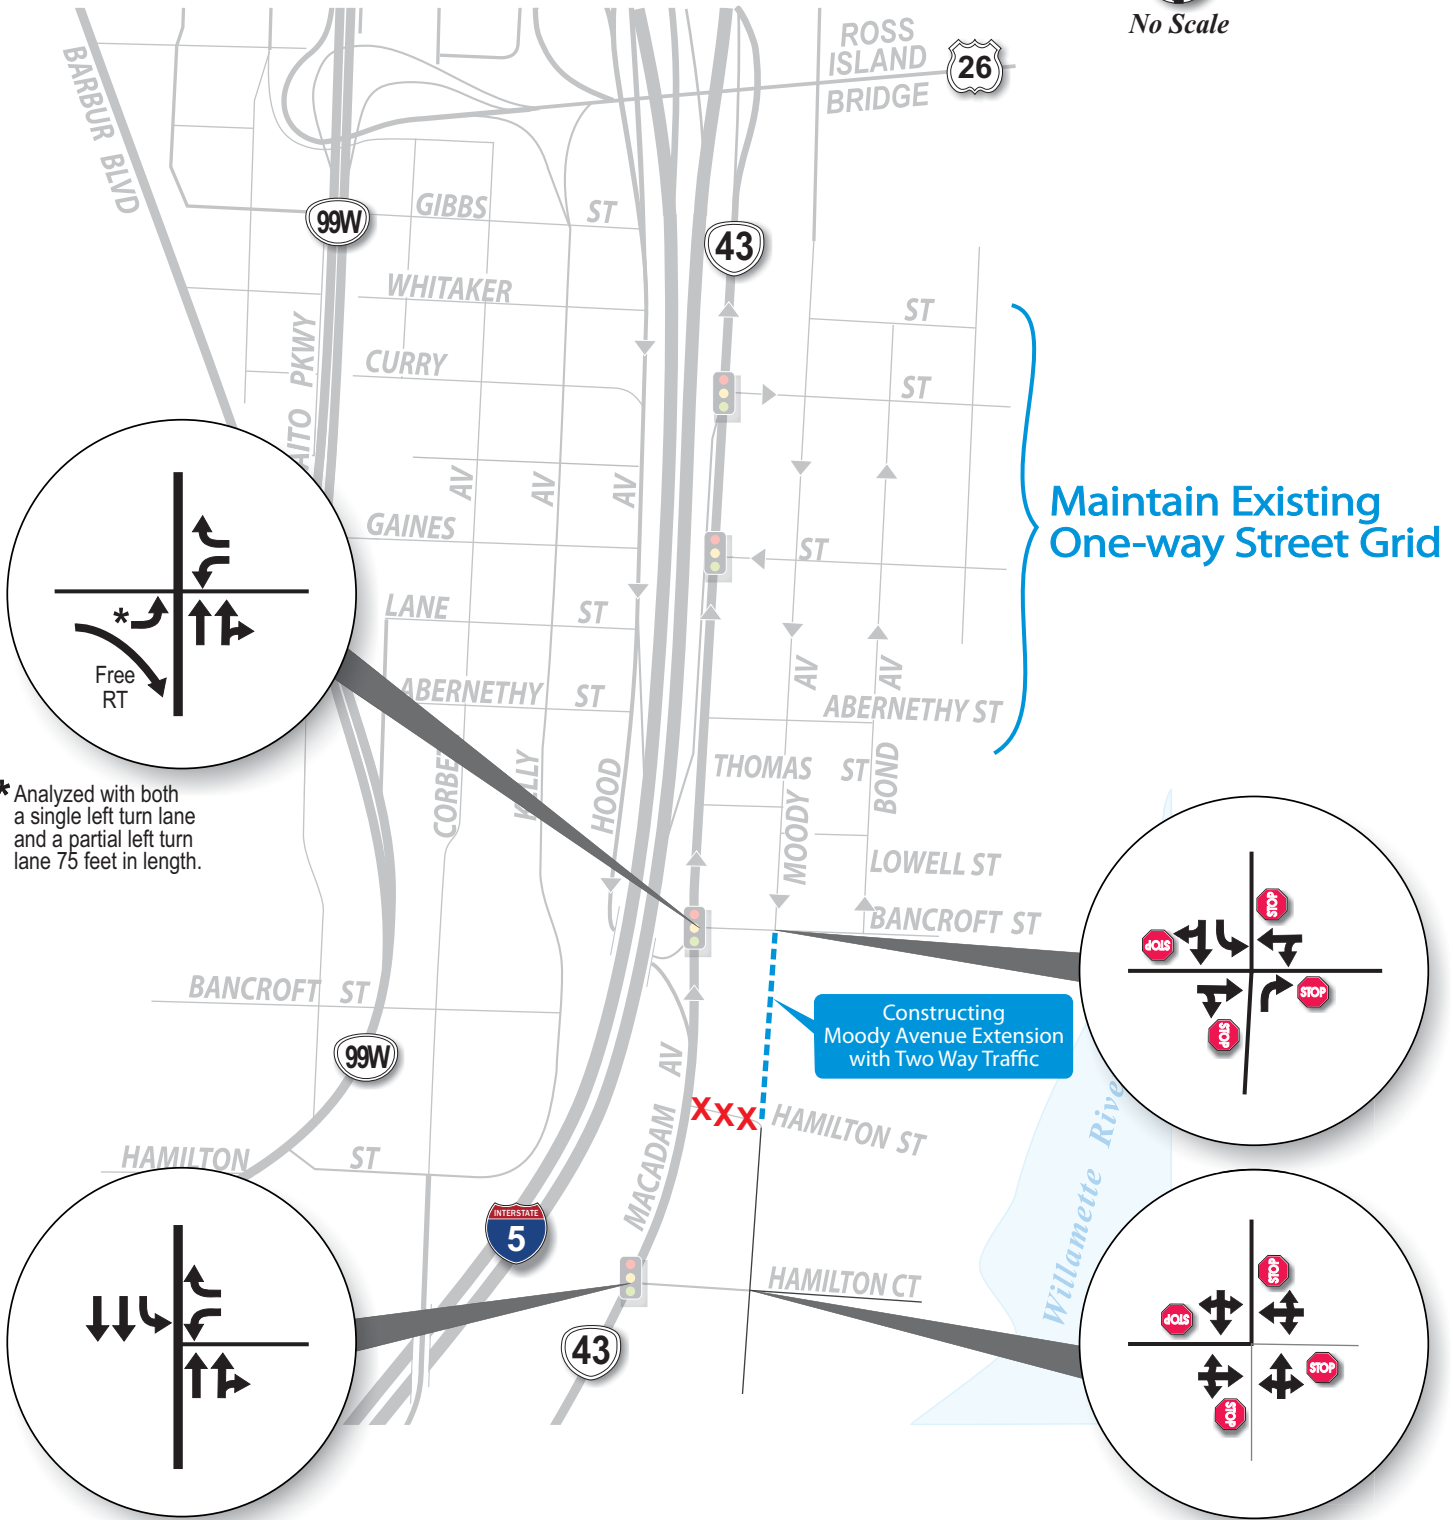 No Scale
ROSS
ISLAND
BRIDGE
26
BARBUR BLVD
99W
GIBBS ST
43
WHITAKER
ST
PKWY
CURRY
ST
AV
AV
AV
Maintain Existing
One-way Street Grid
GAINES
ST
LANE ST
AV
AV
Free
RT
*
ABERNETHY ST
ABERNETHY ST
* Analyzed with both
a single left turn lane
and a partial left turn
lane 75 feet in length.
HOOD
THOMAS ST
BOND
MOODY
LOWELL ST
BANCROFT ST
STOP
STOP
STOP
STOP
BANCROFT ST
Constructing
Moody Avenue Extension
with Two Way Traffic
99W
MACADAM AV
XXX
HAMILTON ST
HAMILTON ST
Willamette River
INTERSTATE
5
HAMILTON CT
43
STOP
STOP
STOP
STOP